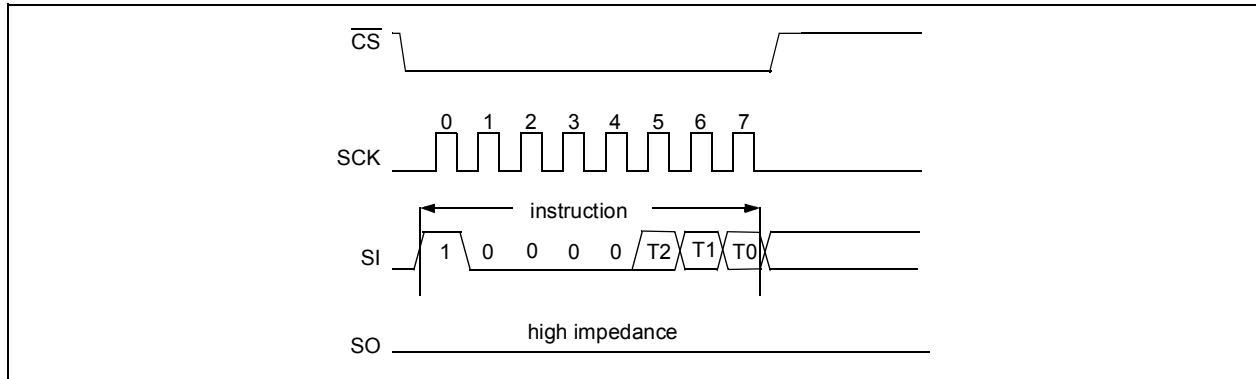 CS
0 1 2 3 4 5 6 7
SCK
instruction
SI 1 0 0 0 0 T2 T1 T0
high impedance
SO